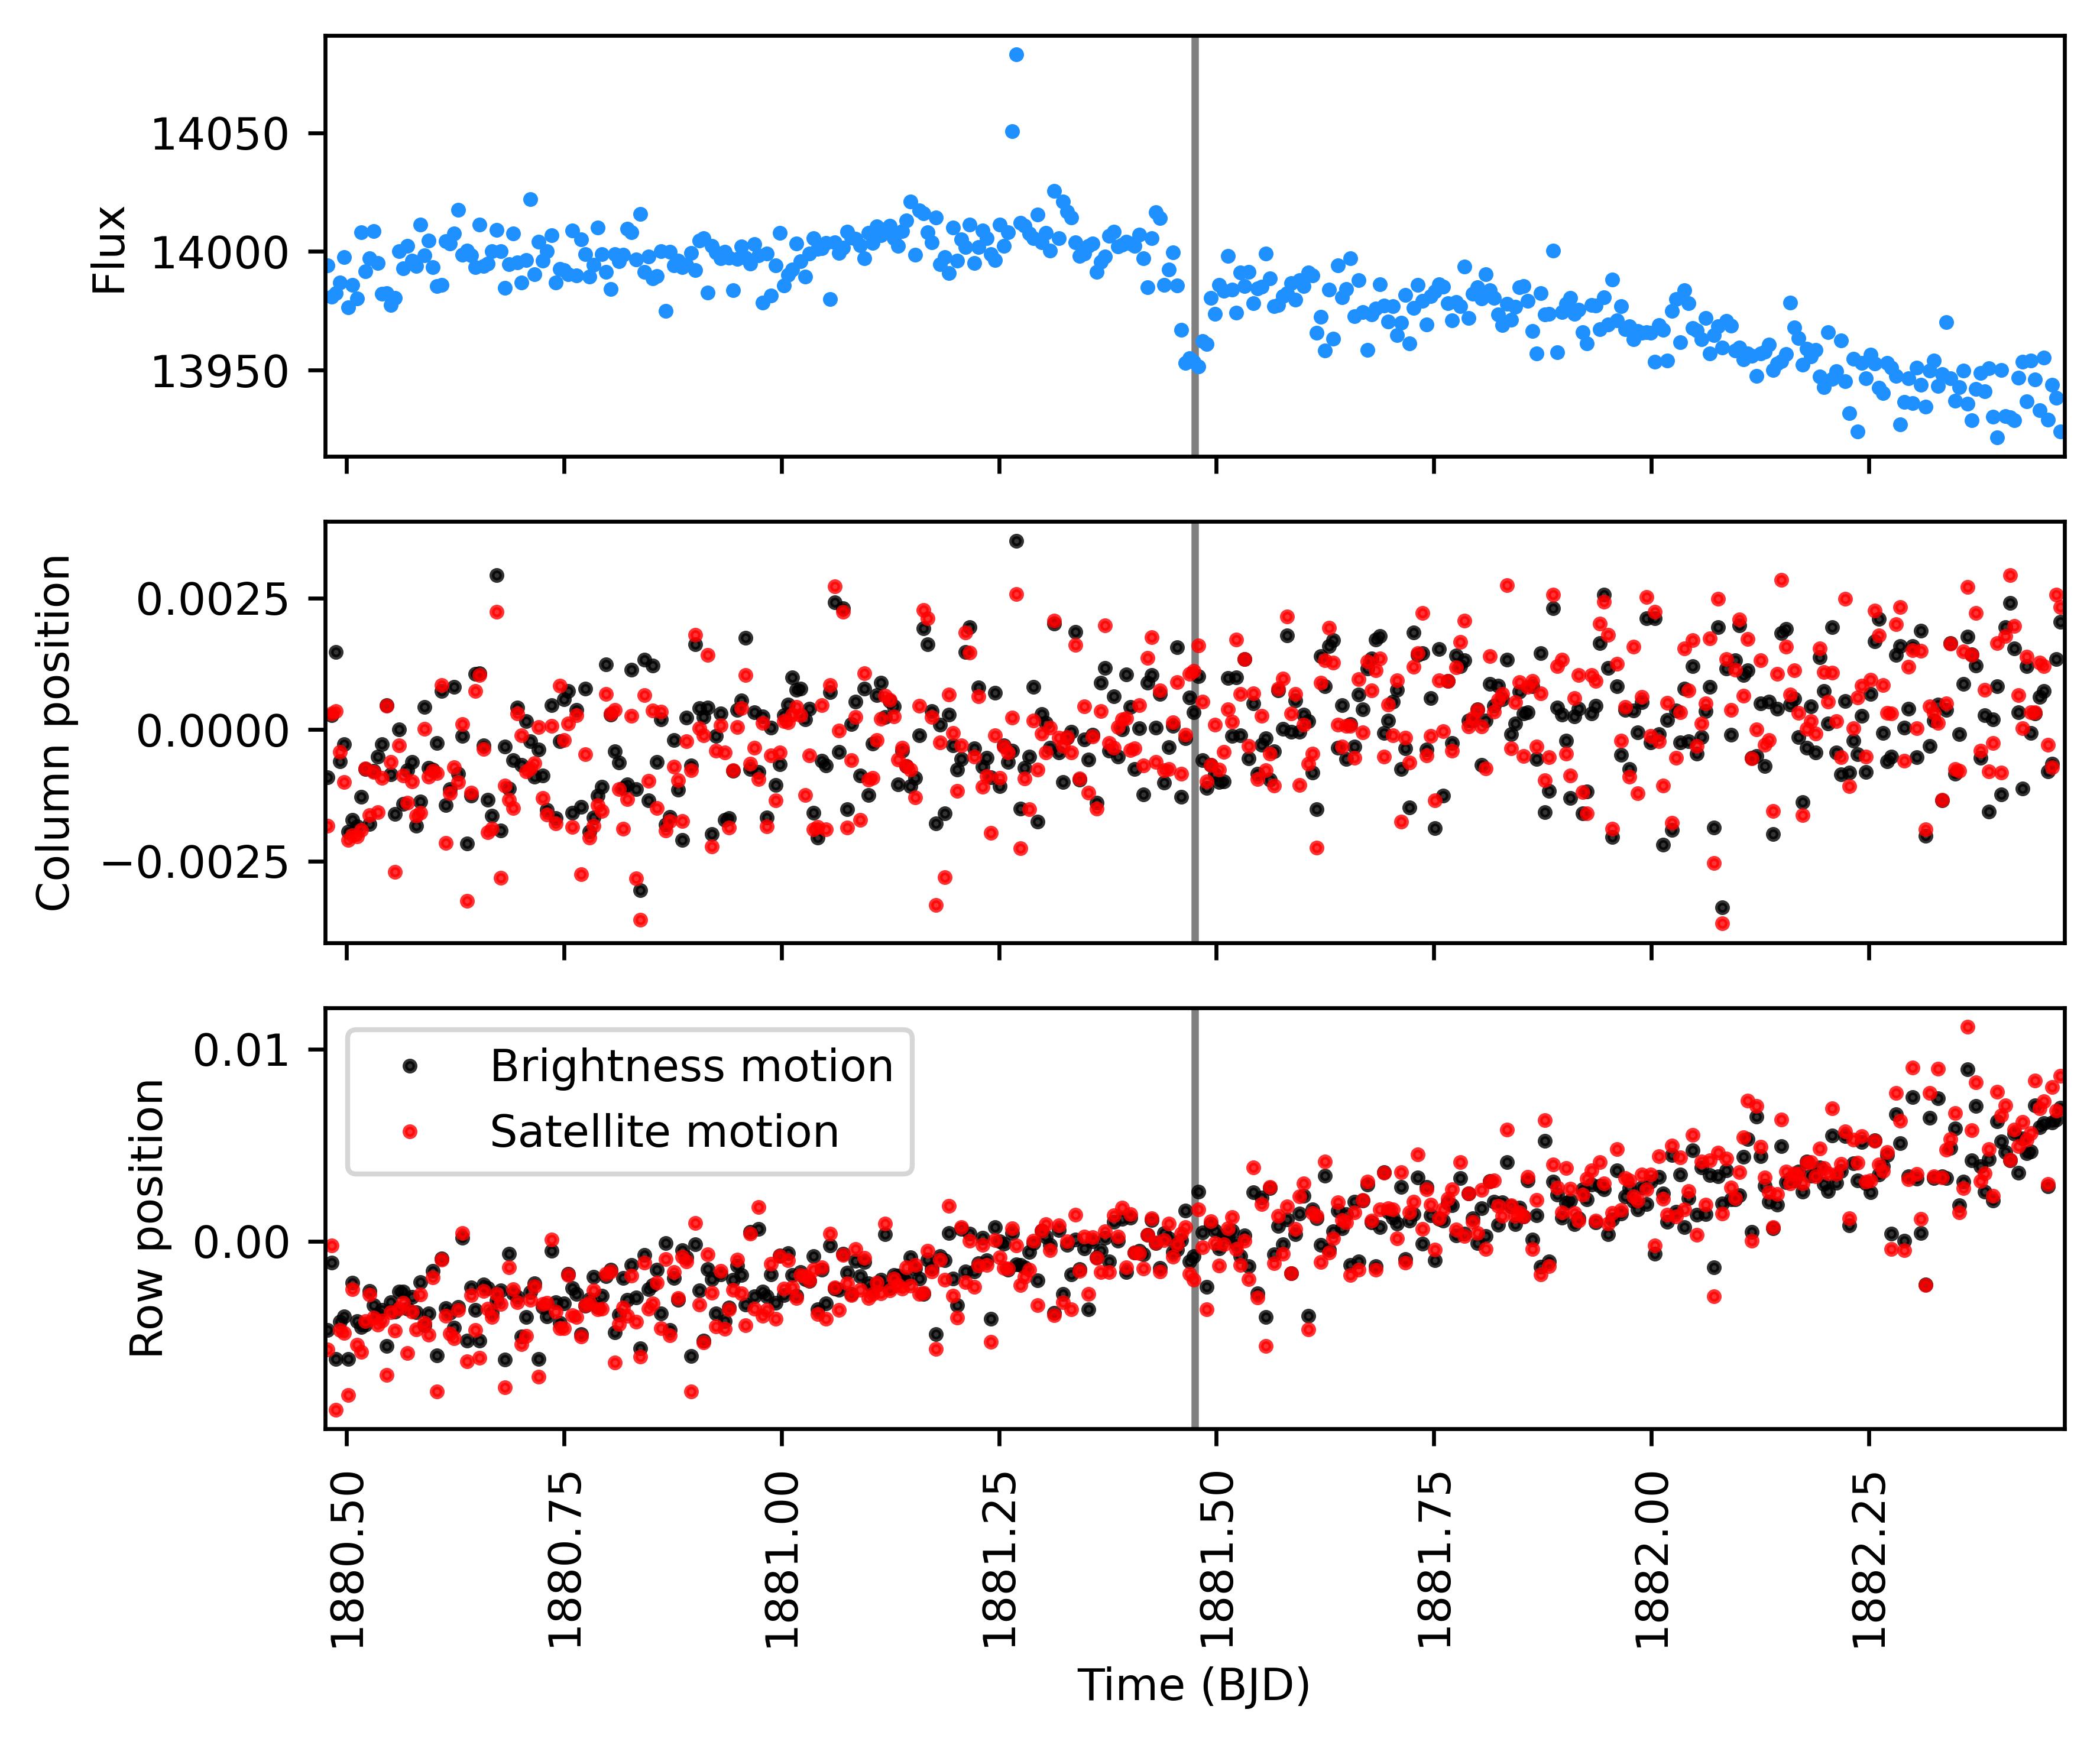 Flux
14050
14000
13950
Column position
0.0025
0.0000
−0.0025
Row position
0.01
0.00
Brightness motion
Satellite motion
1880.50
1880.75
1881.00
1881.25
1881.50
1881.75
1882.00
1882.25
Time (BJD)